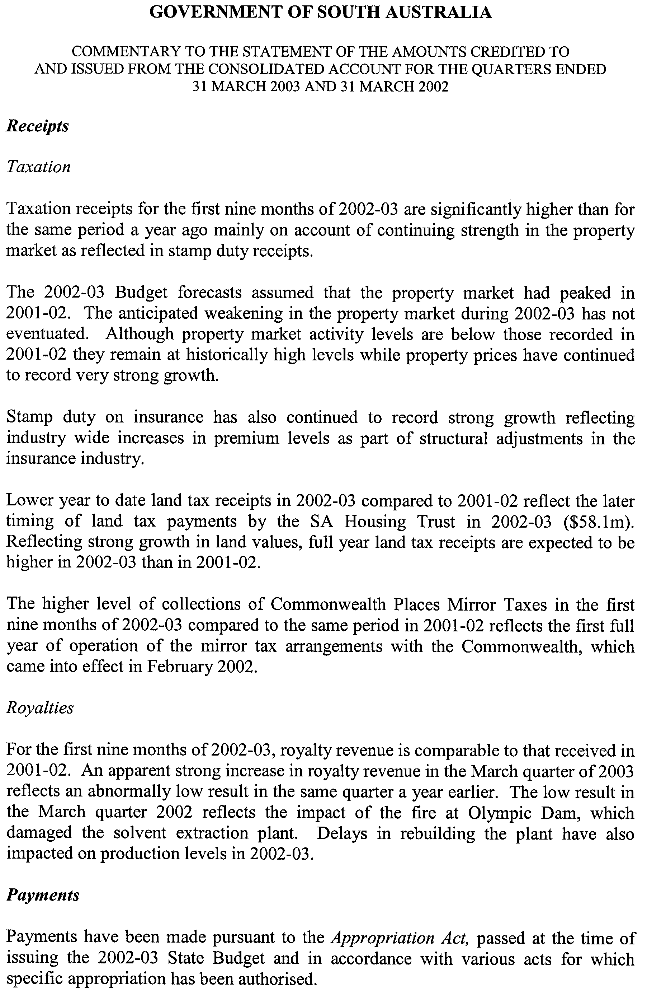 GOVERNMENT OF SOUTH AUSTRALIA
COMMENTARY TO THE STATEMENT OF THE AMOUNTS CREDITED TO
AND ISSUED FROM THE CONSOLIDATED ACCOUNT FOR THE QUARTERS ENDED
31 MARCH 2003 AND 31 MARCH 2002
Receipts
Taxation
Taxation receipts for the first nine months of 2002-03 are significantly higher than for
the same period a year ago mainly on account of continuing strength in the property
market as reflected in stamp duty receipts.
The 2002-03 Budget forecasts assumed that the property market had peaked in
2001-02. The anticipated weakening in the property market during 2002-03 has not
eventuated. Although property market activity levels are below those recorded in
2001-02 they remain at historically high levels while property prices have continued
to record very strong growth.
Stamp duty on insurance has also continued to record strong growth reflecting
industry wide increases in premium levels as part of structural adjustments in the
insurance industry.
Lower year to date land tax receipts in 2002-03 compared to 2001-02 reflect the later
timing of land tax payments by the SA Housing Trust in 2002-03 ($58.1m).
Reflecting strong growth in land values, full year land tax receipts are expected to be
higher in 2002-03 than in 2001-02.
The higher level of collections of Commonwealth Places Mirror Taxes in the first
nine months of 2002-03 compared to the same period in 2001-02 reflects the first full
year of operation of the mirror tax arrangements with the Commonwealth, which
came into effect in February 2002.
Royalties
For the first nine months of 2002-03, royalty revenue is comparable to that received in
2001-02. An apparent strong increase in royalty revenue in the March quarter of 2003
reflects an abnormally low result in the same quarter a year earlier. The low result in
the March quarter 2002 reflects the impact of the fire at Olympic Dam, which
damaged the solvent extraction plant. Delays in rebuilding the plant have also
impacted on production levels in 2002-03.
Payments
Payments have been made pursuant to the Appropriation Act, passed at the time of
issuing the 2002-03 State Budget and in accordance with various acts for which
specific appropriation has been authorised.